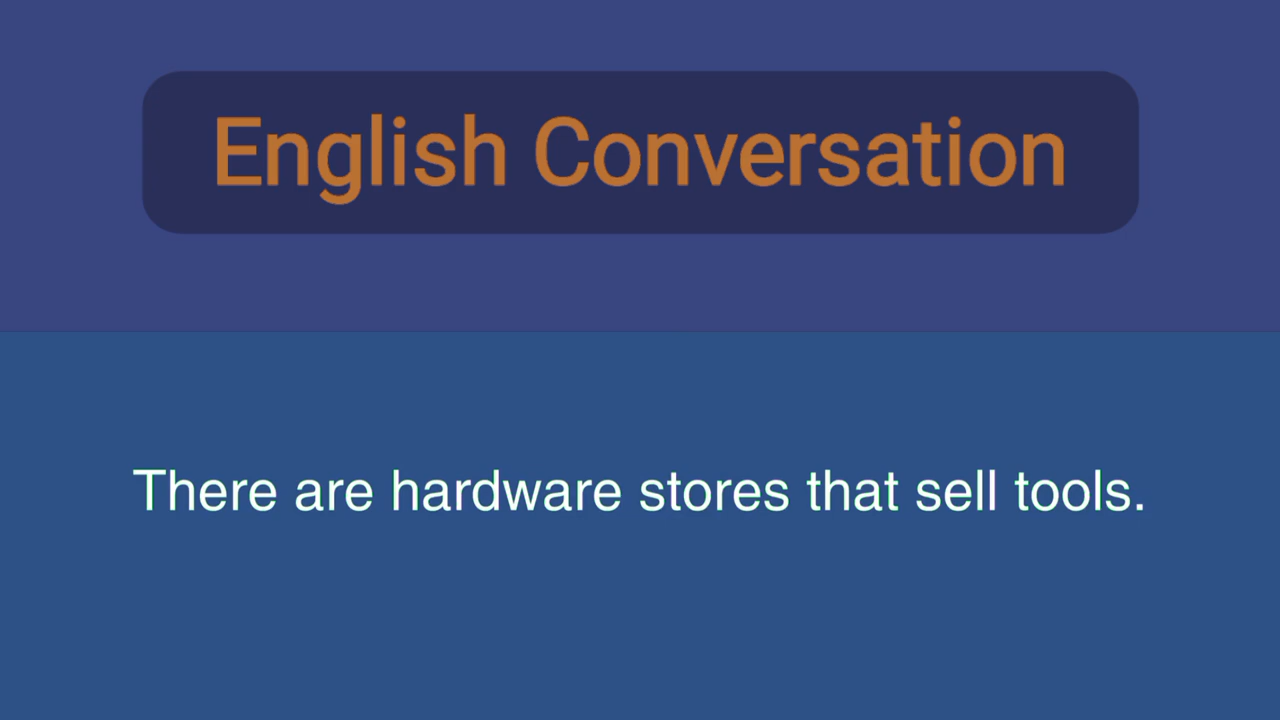 English Conversation
There are hardware stores that sell tools.